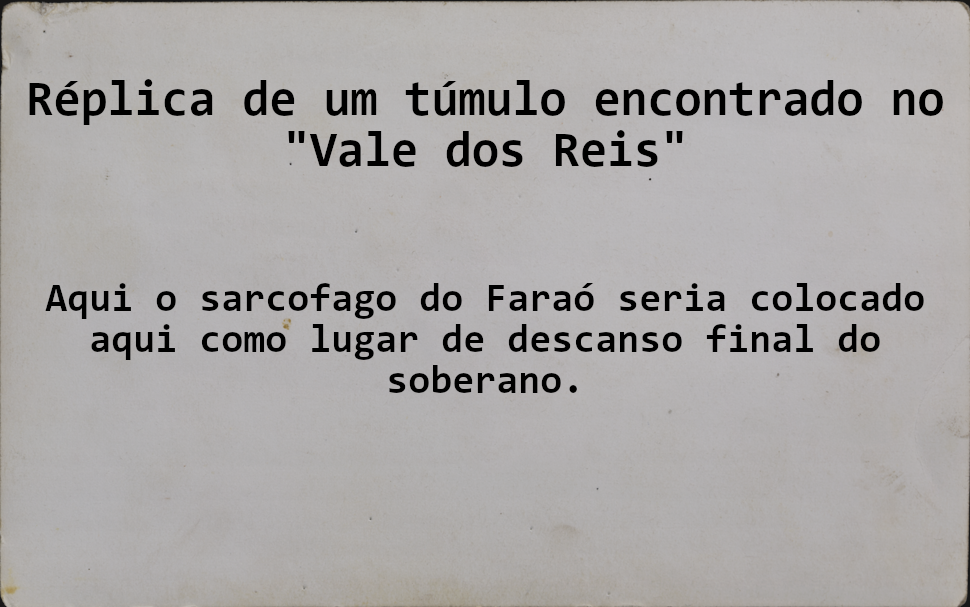 Réplica de um túmulo encontrado no
"Vale dos Reis"
Aqui o sarcofago do Faraó seria colocado
aqui como lugar de descanso final do
soberano.